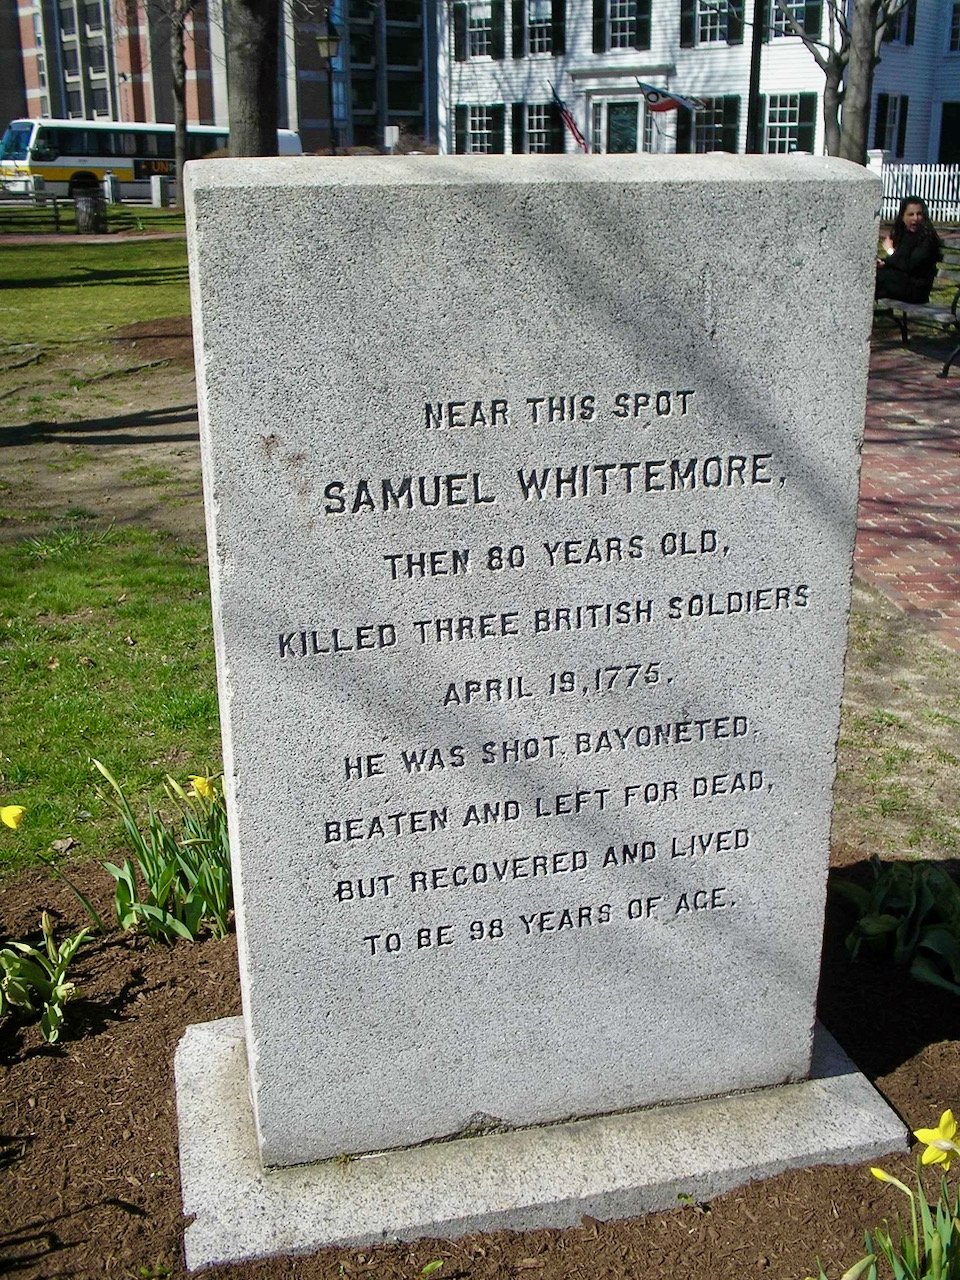 NEAR THIS SPOT
SAMUEL WHITTEMORE,
THEN 80 YEARS OLD,
KILLED THREE BRITISH SOLDIERS
APRIL 19, 1775.
HE WAS SHOT, BAYONETED,
BEATEN AND LEFT FOR DEAD,
BUT RECOVERED AND LIVED
TO BE 98 YEARS OF AGE.